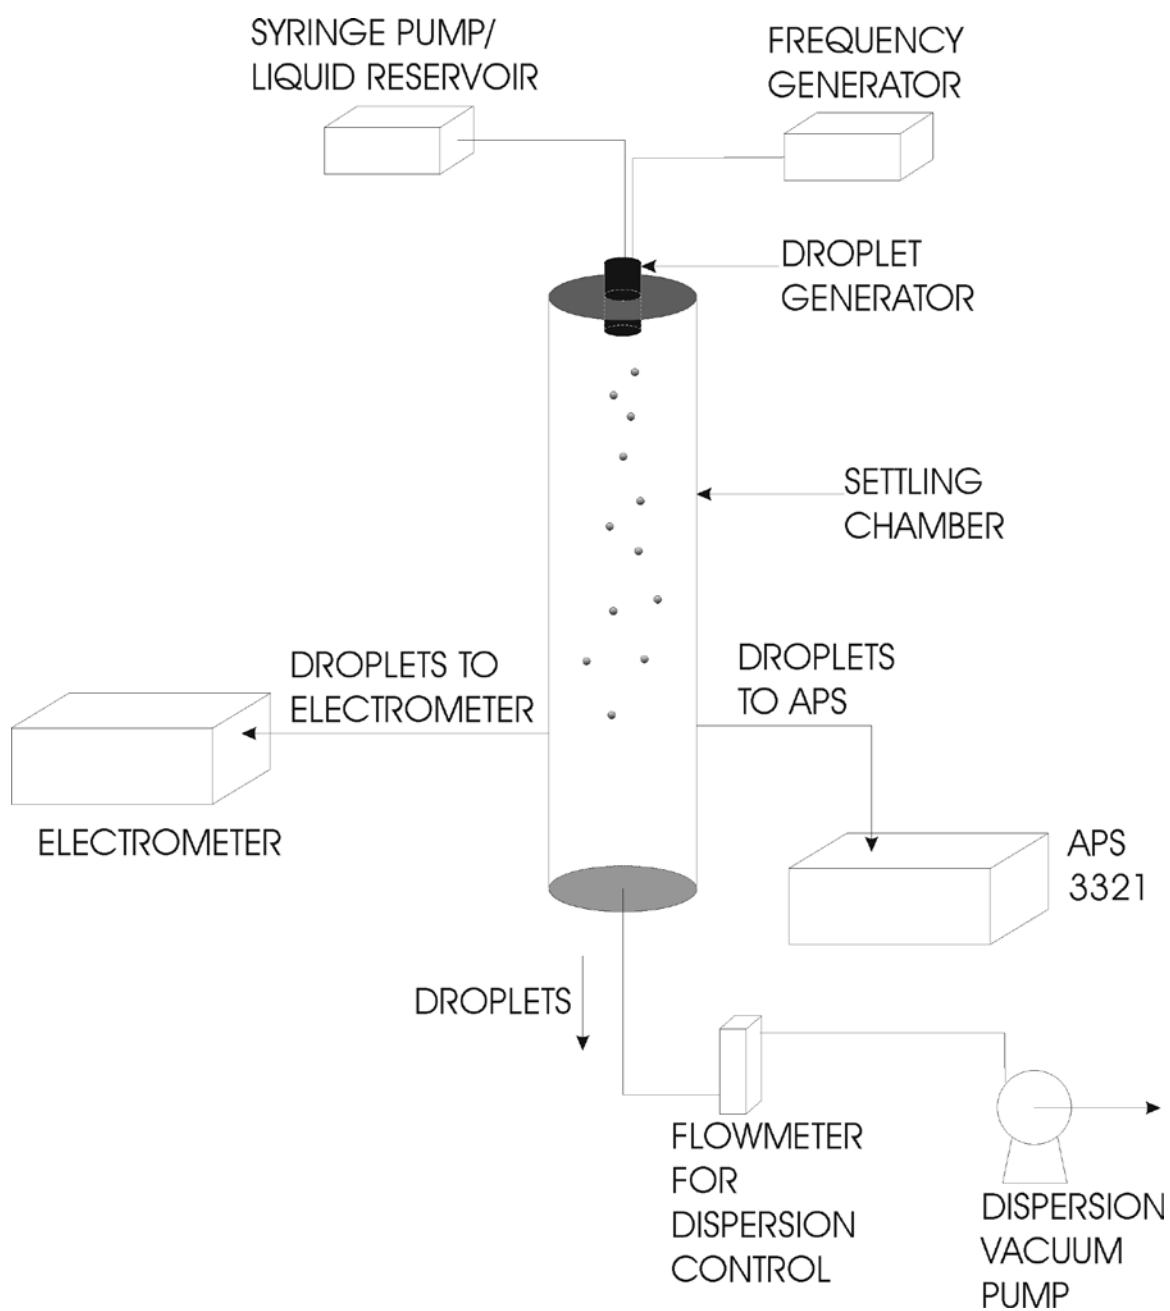 SYRINGE PUMP/
LIQUID RESERVOIR
FREQUENCY
GENERATOR
DROPLET
GENERATOR
SETTLING
CHAMBER
DROPLETS TO
ELECTROMETER
DROPLETS
TO APS
ELECTROMETER
APS
3321
DROPLETS
FLOWMETER
FOR
DISPERSION
CONTROL
DISPERSION
VACUUM
PUMP